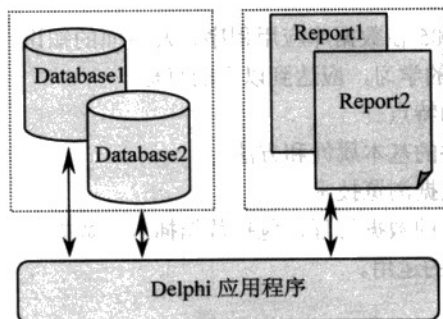 Database1
Database2
Report1
Report2
Delphi 应用程序